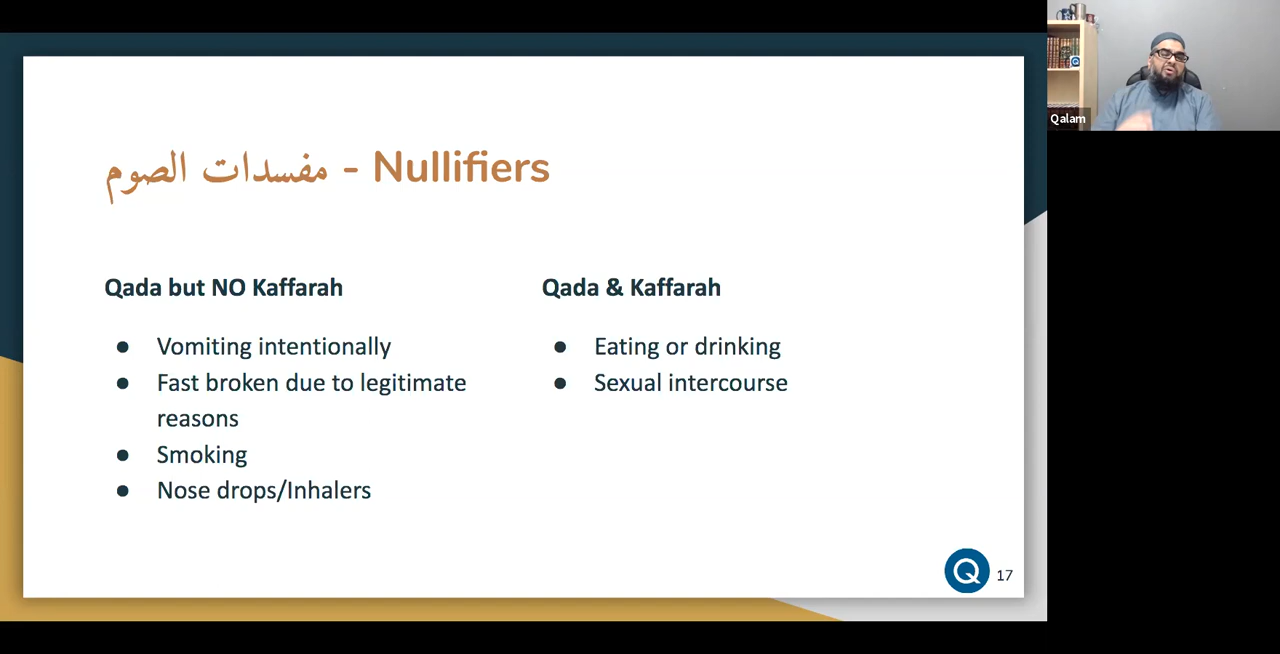 Qalam
مفسدات الصوم - Nullifiers
Qada but NO Kaffarah
Vomiting intentionally
Fast broken due to legitimate
reasons
Smoking
Nose drops/Inhalers
Qada & Kaffarah
Eating or drinking
Sexual intercourse
Q 17